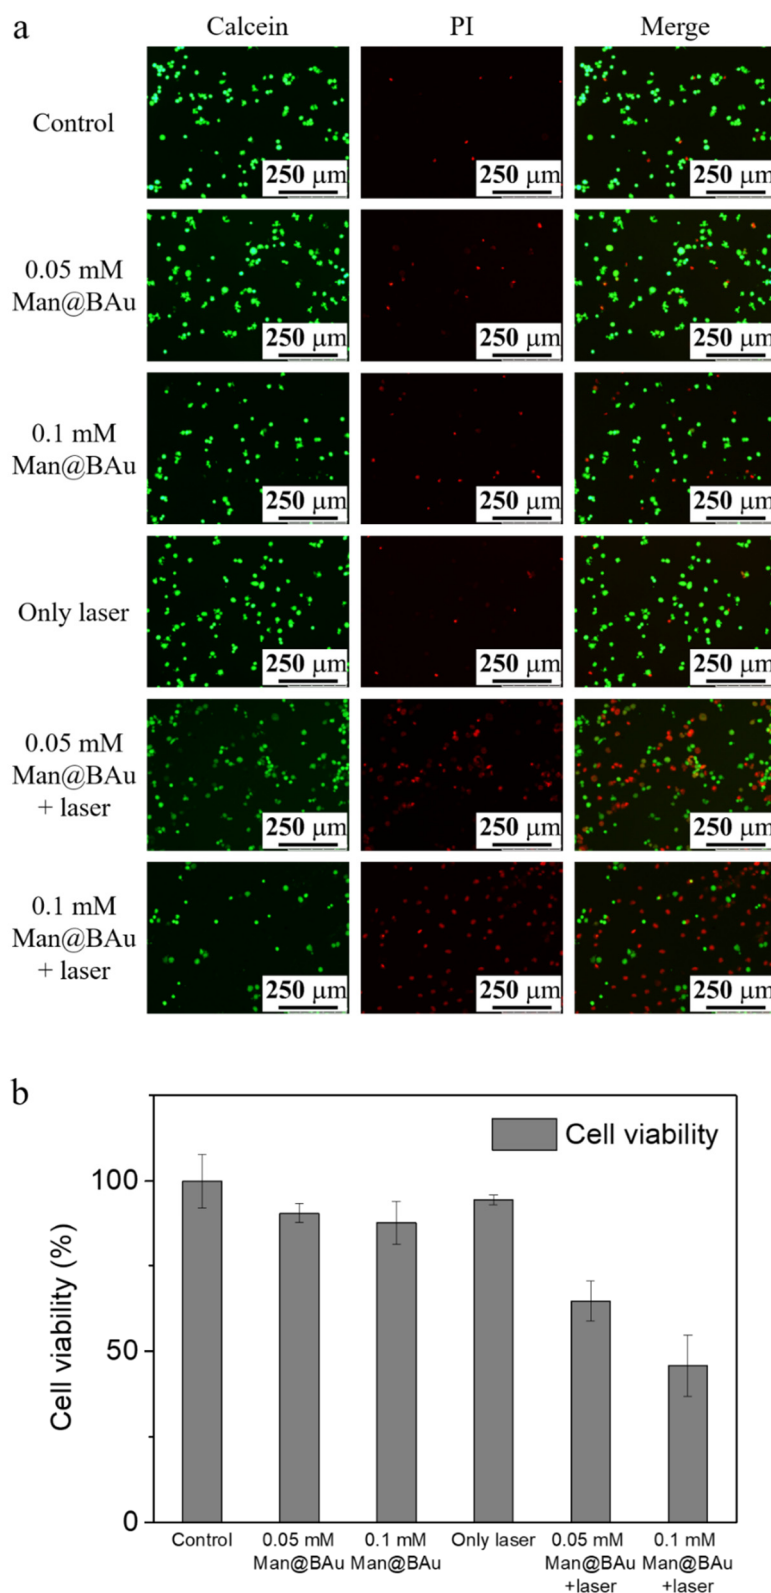 a
Calcein PI Merge
Control
250 μm 250 μm 250 μm
0.05 mM
Man@BAu
250 μm 250 μm 250 μm
0.1 mM
Man@BAu
250 μm 250 μm 250 μm
Only laser
250 μm 250 μm 250 μm
0.05 mM
Man@BAu
+ laser
250 μm 250 μm 250 μm
0.1 mM
Man@BAu
+ laser
250 μm 250 μm 250 μm
b
Cell viability
Cell viability (%)
100
50
0
Control 0.05 mM 0.1 mM Only laser 0.05 mM 0.1 mM
Man@BAu Man@BAu Man@BAu Man@BAu
+laser +laser